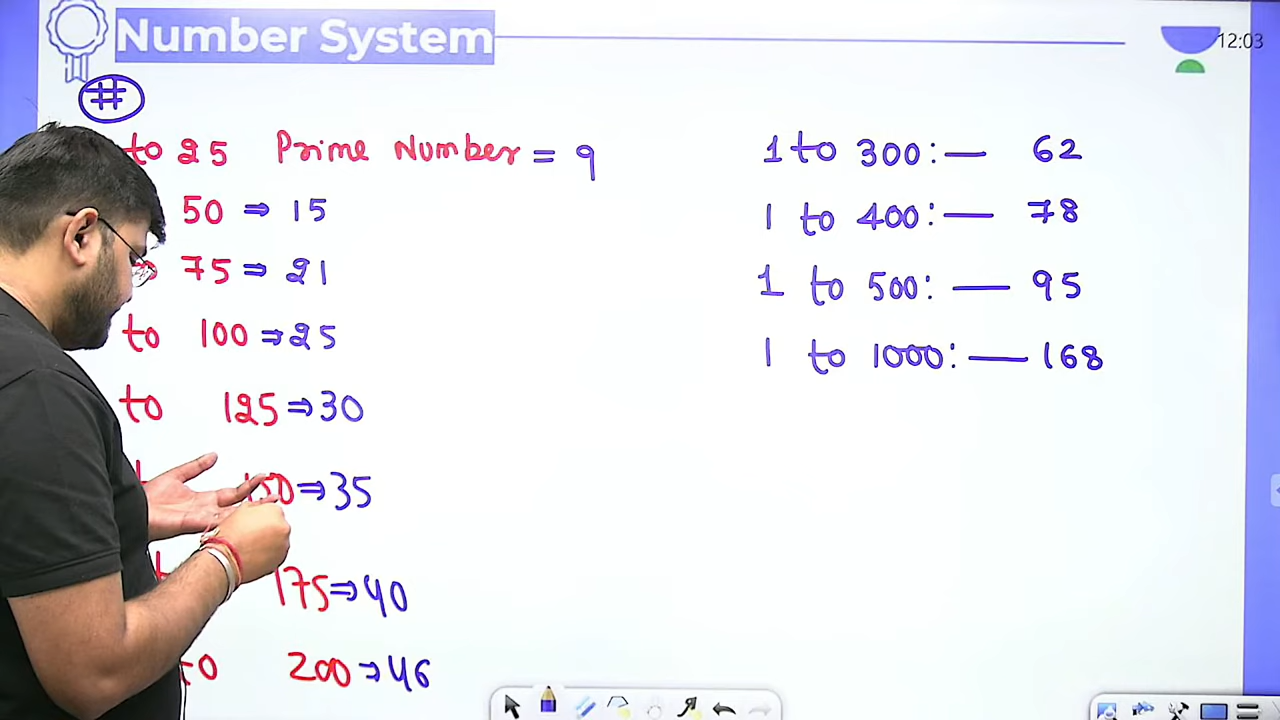 Number System
12:03
#
to 25 Prime Number = 9
50 ⇒ 15
75 ⇒ 21
to 100 ⇒ 25
to 125 ⇒ 30
150 ⇒ 35
175 ⇒ 40
to 200 ⇒ 46
1 to 300:— 62
1 to 400:— 78
1 to 500:— 95
1 to 1000:— 168